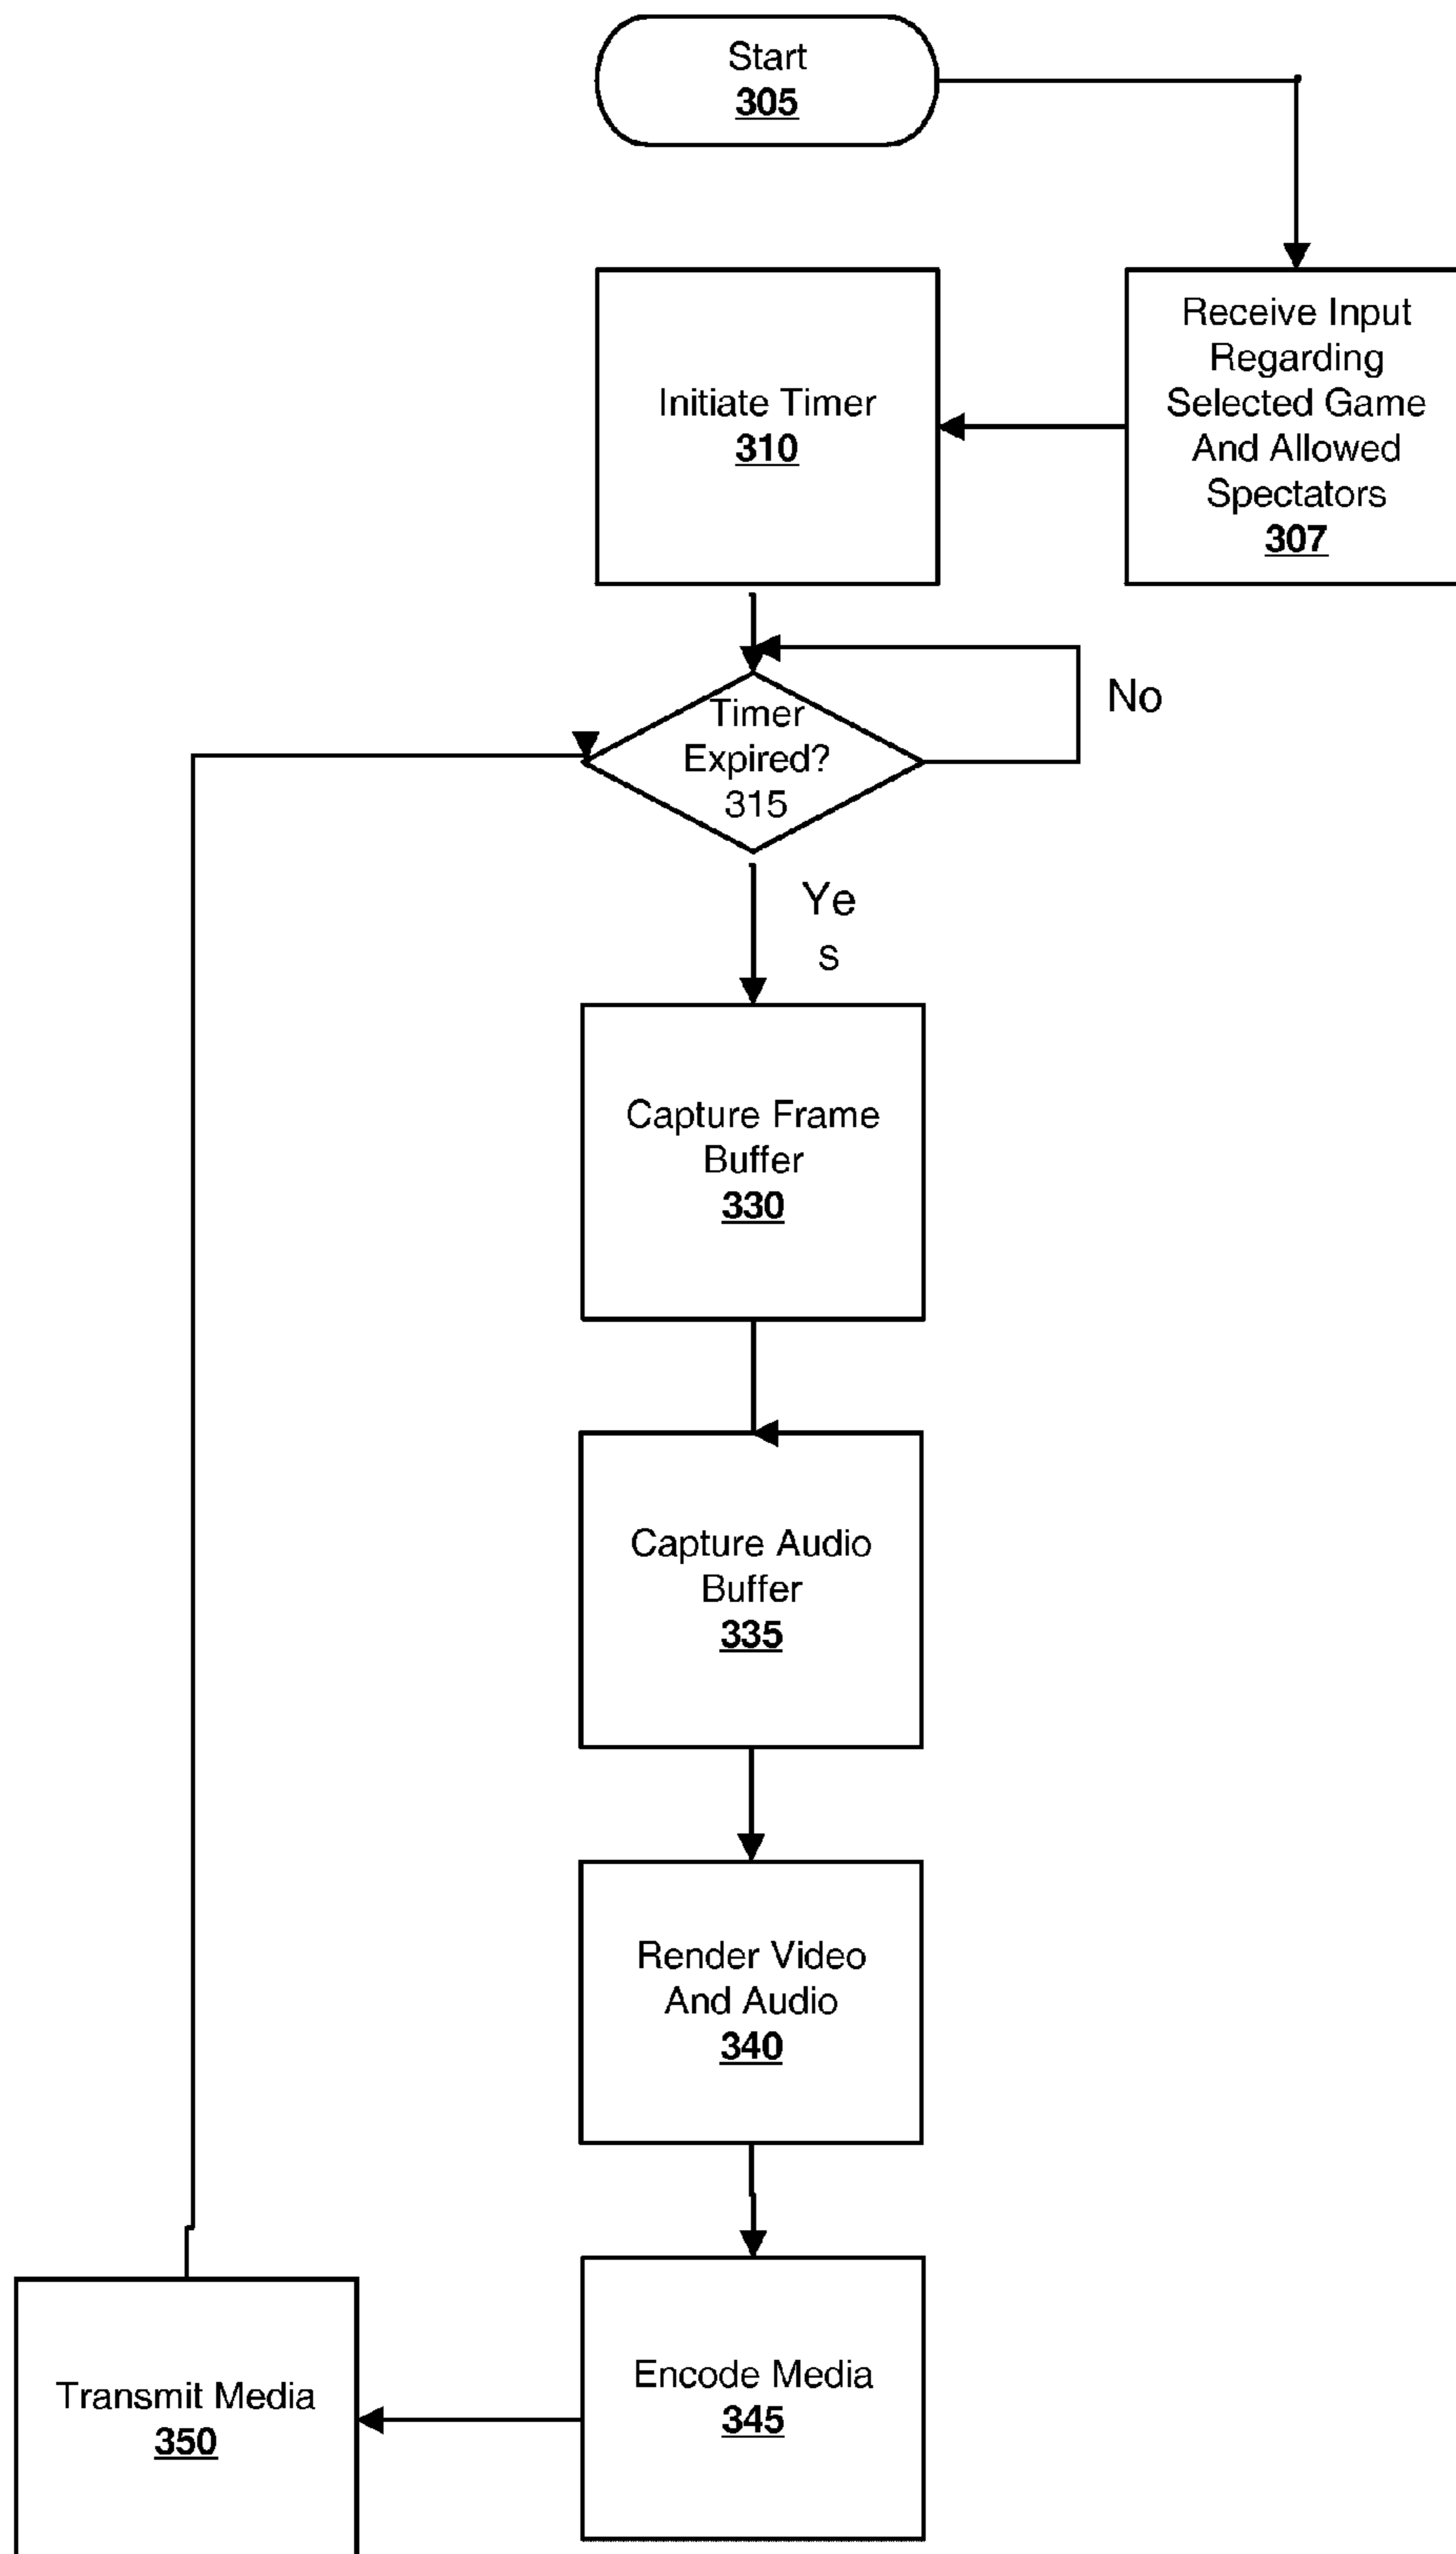 Start
305
Receive Input
Regarding
Selected Game
And Allowed
Spectators
307
Initiate Timer
310
Timer
Expired?
315
No
Ye
s
Capture Frame
Buffer
330
Capture Audio
Buffer
335
Render Video
And Audio
340
Encode Media
345
Transmit Media
350